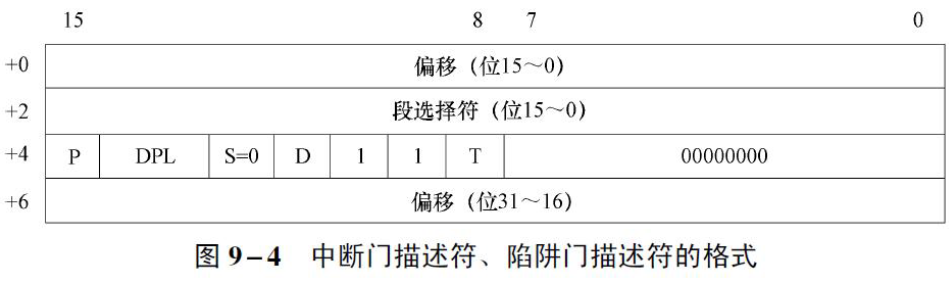 15 8 7 0
+0 偏移（位15～0）
+2 段选择符（位15～0）
+4 P DPL S=0 D 1 1 T 00000000
+6 偏移（位31～16）
图 9-4 中断门描述符、陷阱门描述符的格式